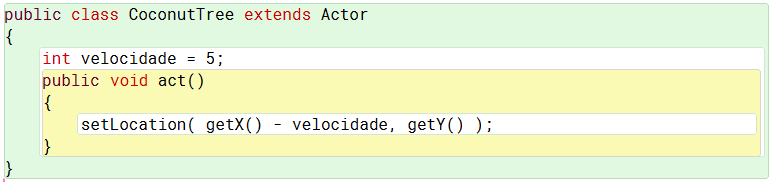 public class CoconutTree extends Actor
{
int velocidade = 5;
public void act()
{
setLocation( getX() - velocidade, getY() );
}
}